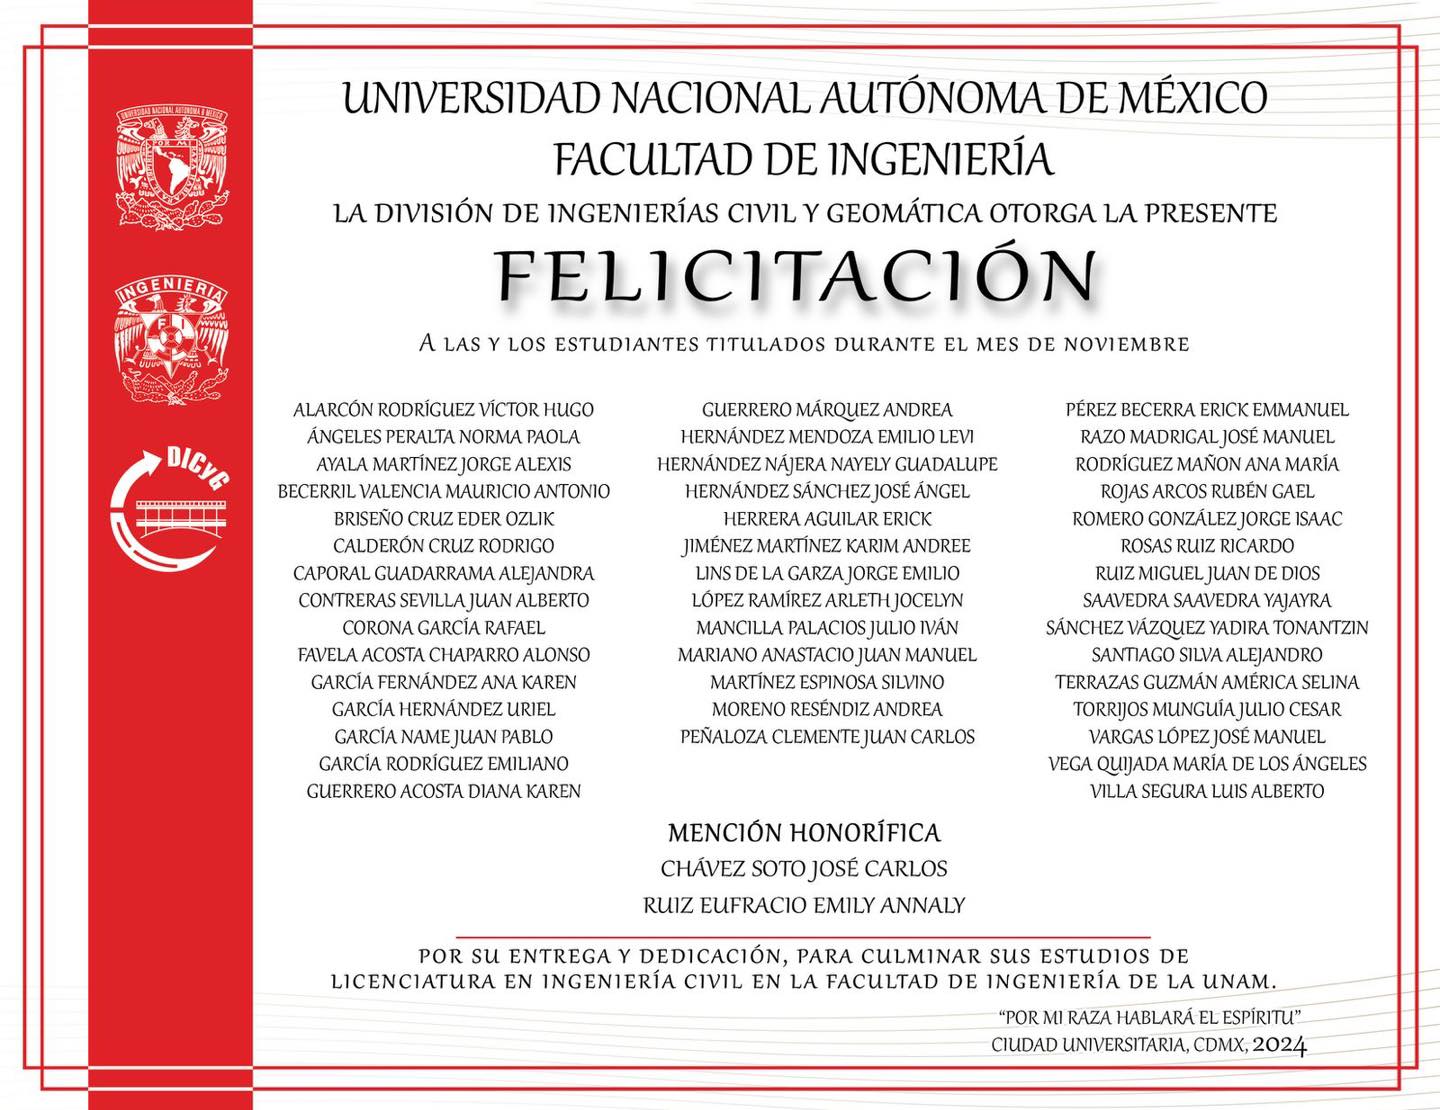 UNIVERSIDAD NACIONAL AUTÓNOMA DE MÉXICO
FACULTAD DE INGENIERÍA
LA DIVISIÓN DE INGENIERÍAS CIVIL Y GEOMÁTICA OTORGA LA PRESENTE
FELICITACIÓN
A LAS Y LOS ESTUDIANTES TITULADOS DURANTE EL MES DE NOVIEMBRE
INGENIERIA
DICyG
ALARCÓN RODRÍGUEZ VÍCTOR HUGO
ÁNGELES PERALTA NORMA PAOLA
AYALA MARTÍNEZ JORGE ALEXIS
BECERRIL VALENCIA MAURICIO ANTONIO
BRISEÑO CRUZ EDER OZLIK
CALDERÓN CRUZ RODRIGO
CAPORAL GUADARRAMA ALEJANDRA
CONTRERAS SEVILLA JUAN ALBERTO
CORONA GARCÍA RAFAEL
FAVELA ACOSTA CHAPARRO ALONSO
GARCÍA FERNÁNDEZ ANA KAREN
GARCÍA HERNÁNDEZ URIEL
GARCÍA NAME JUAN PABLO
GARCÍA RODRÍGUEZ EMILIANO
GUERRERO ACOSTA DIANA KAREN
GUERRERO MÁRQUEZ ANDREA
HERNÁNDEZ MENDOZA EMILIO LEVI
HERNÁNDEZ NÁJERA NAYELY GUADALUPE
HERNÁNDEZ SÁNCHEZ JOSÉ ÁNGEL
HERRERA AGUILAR ERICK
JIMÉNEZ MARTÍNEZ KARIM ANDREE
LINS DE LA GARZA JORGE EMILIO
LÓPEZ RAMÍREZ ARLETH JOCELYN
MANCILLA PALACIOS JULIO IVÁN
MARIANO ANASTACIO JUAN MANUEL
MARTÍNEZ ESPINOSA SILVINO
MORENO RESÉNDIZ ANDREA
PEÑALOZA CLEMENTE JUAN CARLOS
PÉREZ BECERRA ERICK EMMANUEL
RAZO MADRIGAL JOSÉ MANUEL
RODRÍGUEZ MAÑON ANA MARÍA
ROJAS ARCOS RUBÉN GAEL
ROMERO GONZÁLEZ JORGE ISAAC
ROSAS RUIZ RICARDO
RUIZ MIGUEL JUAN DE DIOS
SAAVEDRA SAAVEDRA YAJAYRA
SÁNCHEZ VÁZQUEZ YADIRA TONANTZIN
SANTIAGO SILVA ALEJANDRO
TERRAZAS GUZMÁN AMÉRICA SELINA
TORRIJOS MUNGUÍA JULIO CESAR
VARGAS LÓPEZ JOSÉ MANUEL
VEGA QUIJADA MARÍA DE LOS ÁNGELES
VILLA SEGURA LUIS ALBERTO
MENCIÓN HONORÍFICA
CHÁVEZ SOTO JOSÉ CARLOS
RUIZ EUFRACIO EMILY ANNALY
POR SU ENTREGA Y DEDICACIÓN, PARA CULMINAR SUS ESTUDIOS DE
LICENCIATURA EN INGENIERÍA CIVIL EN LA FACULTAD DE INGENIERÍA DE LA UNAM.
“POR MI RAZA HABLARÁ EL ESPÍRITU”
CIUDAD UNIVERSITARIA, CDMX, 2024